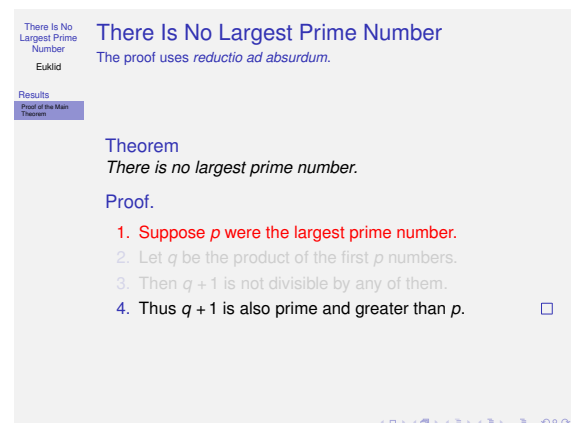 There Is No
Largest Prime
Number
Euklid
Results
Proof of the Main
Theorem
There Is No Largest Prime Number
The proof uses reductio ad absurdum.
Theorem
There is no largest prime number.
Proof.
1. Suppose p were the largest prime number.
2. Let q be the product of the first p numbers.
3. Then q + 1 is not divisible by any of them.
4. Thus q + 1 is also prime and greater than p. □